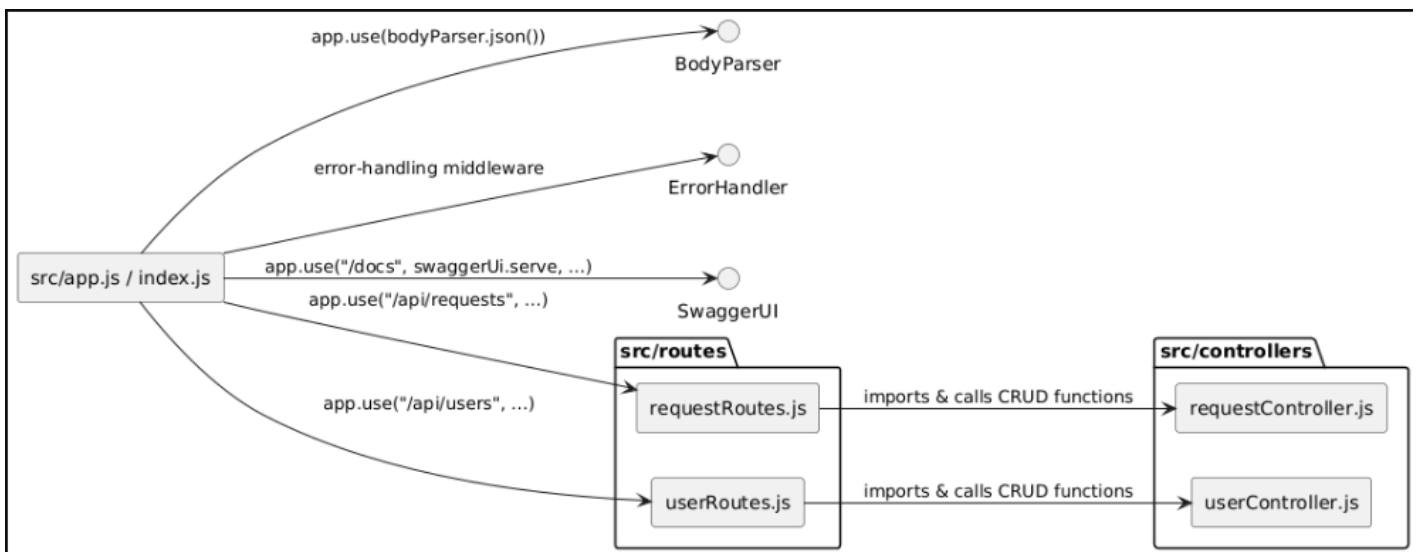 app.use(bodyParser.json())
BodyParser
error-handling middleware
ErrorHandler
src/app.js / index.js
app.use("/docs", swaggerUi.serve, ...)
app.use("/api/requests", ...)
SwaggerUI
src/routes
src/controllers
requestRoutes.js
imports & calls CRUD functions
requestController.js
app.use("/api/users", ...)
userRoutes.js
imports & calls CRUD functions
userController.js